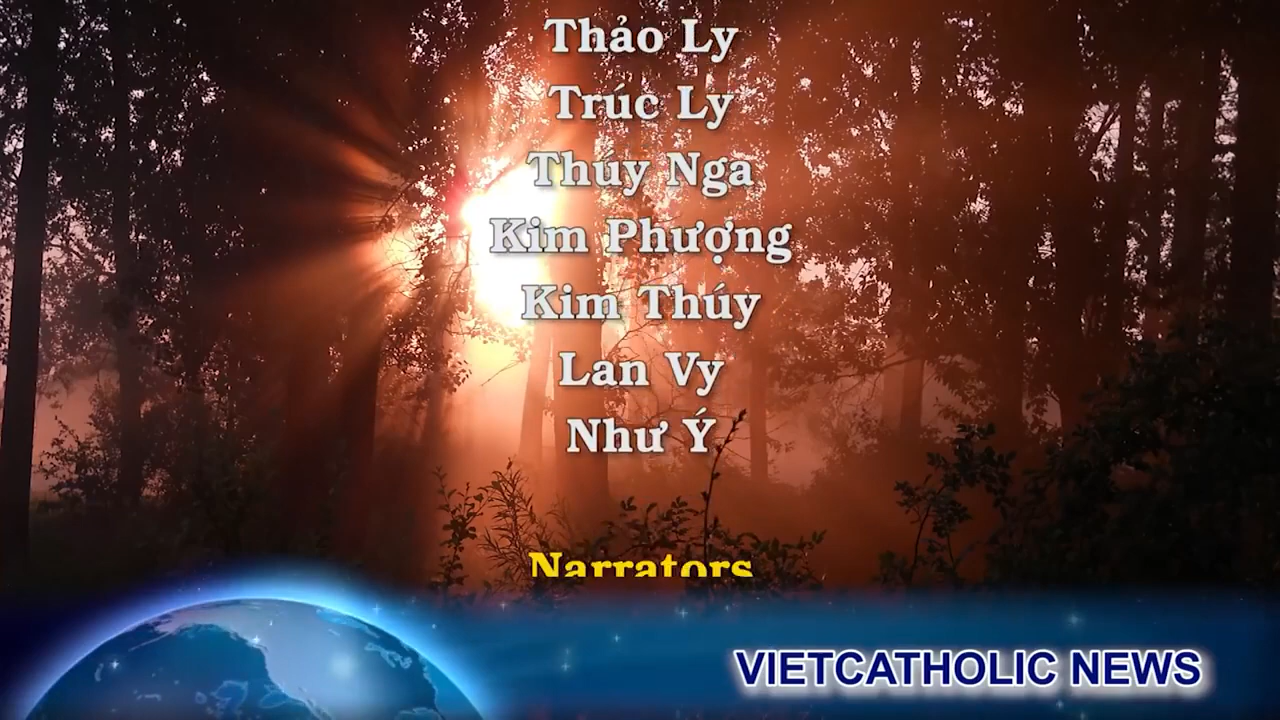 Thảo Ly
Trúc Ly
Thúy Nga
Kim Phượng
Kim Thúy
Lan Vy
Như Ý
Narrators
VIETCATHOLIC NEWS